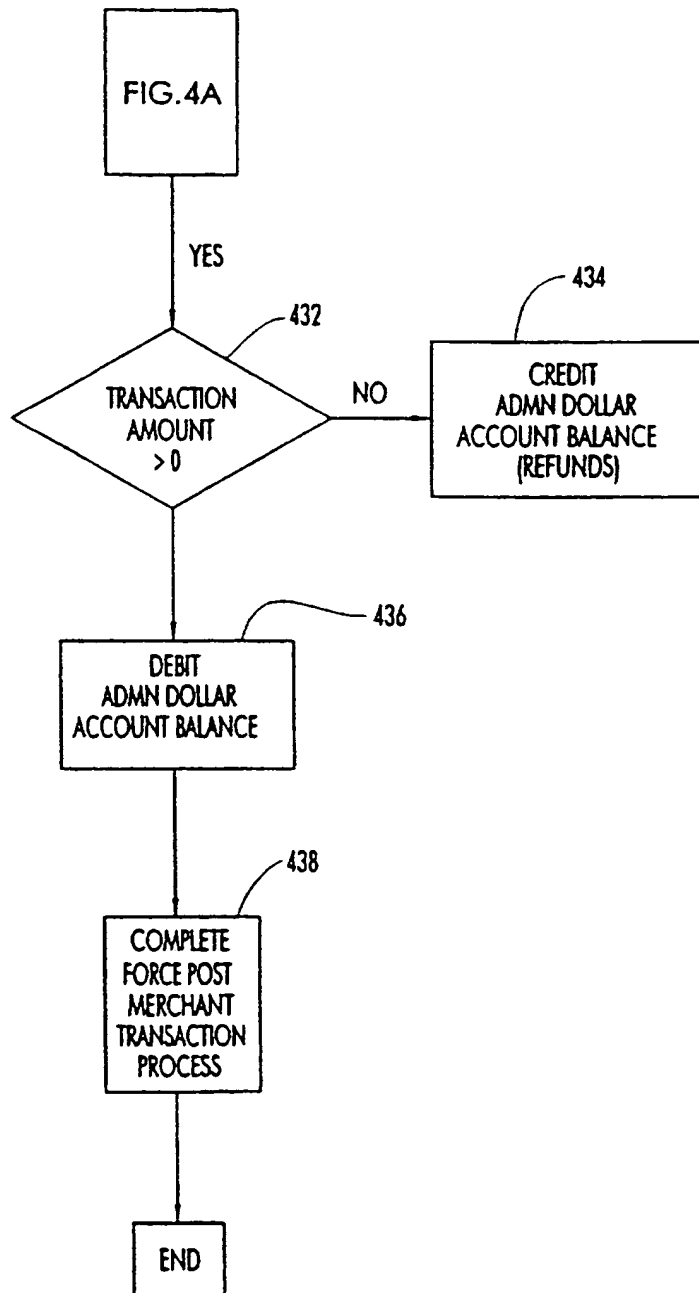 FIG.4A
YES
432
TRANSACTION
AMOUNT
> 0
NO
434
CREDIT
ADMN DOLLAR
ACCOUNT BALANCE
(REFUNDS)
436
DEBIT
ADMN DOLLAR
ACCOUNT BALANCE
438
COMPLETE
FORCE POST
MERCHANT
TRANSACTION
PROCESS
END